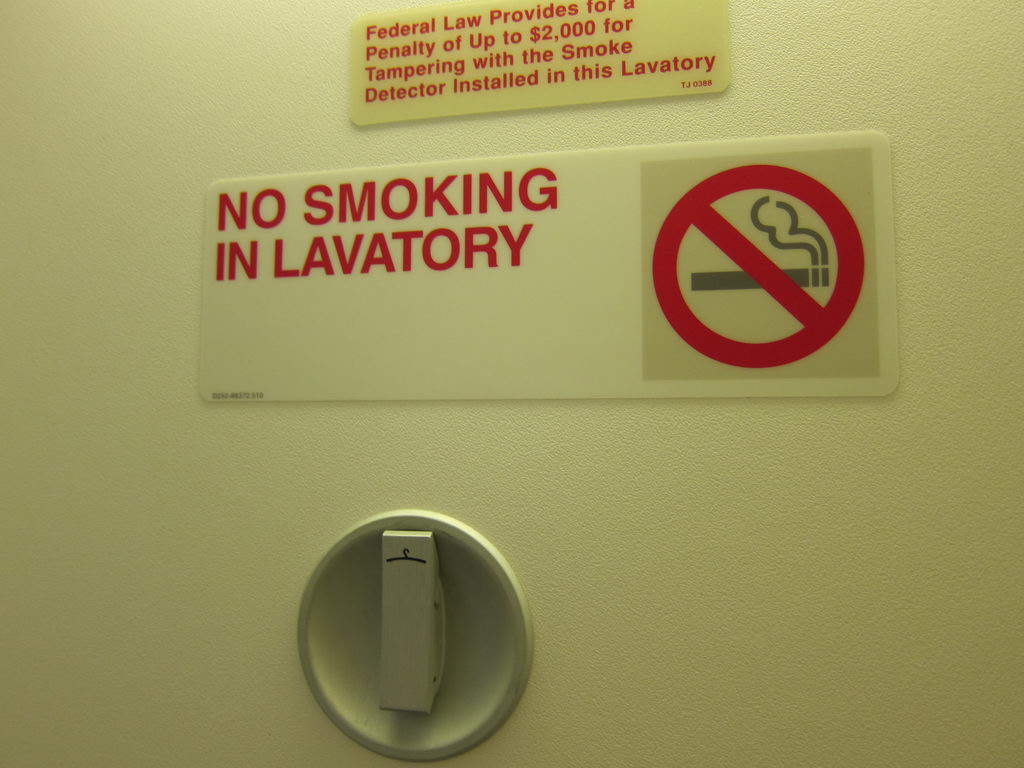 Federal Law Provides for a
Penalty of Up to $2,000 for
Tampering with the Smoke
Detector Installed in this Lavatory
TJ 0388
NO SMOKING
IN LAVATORY